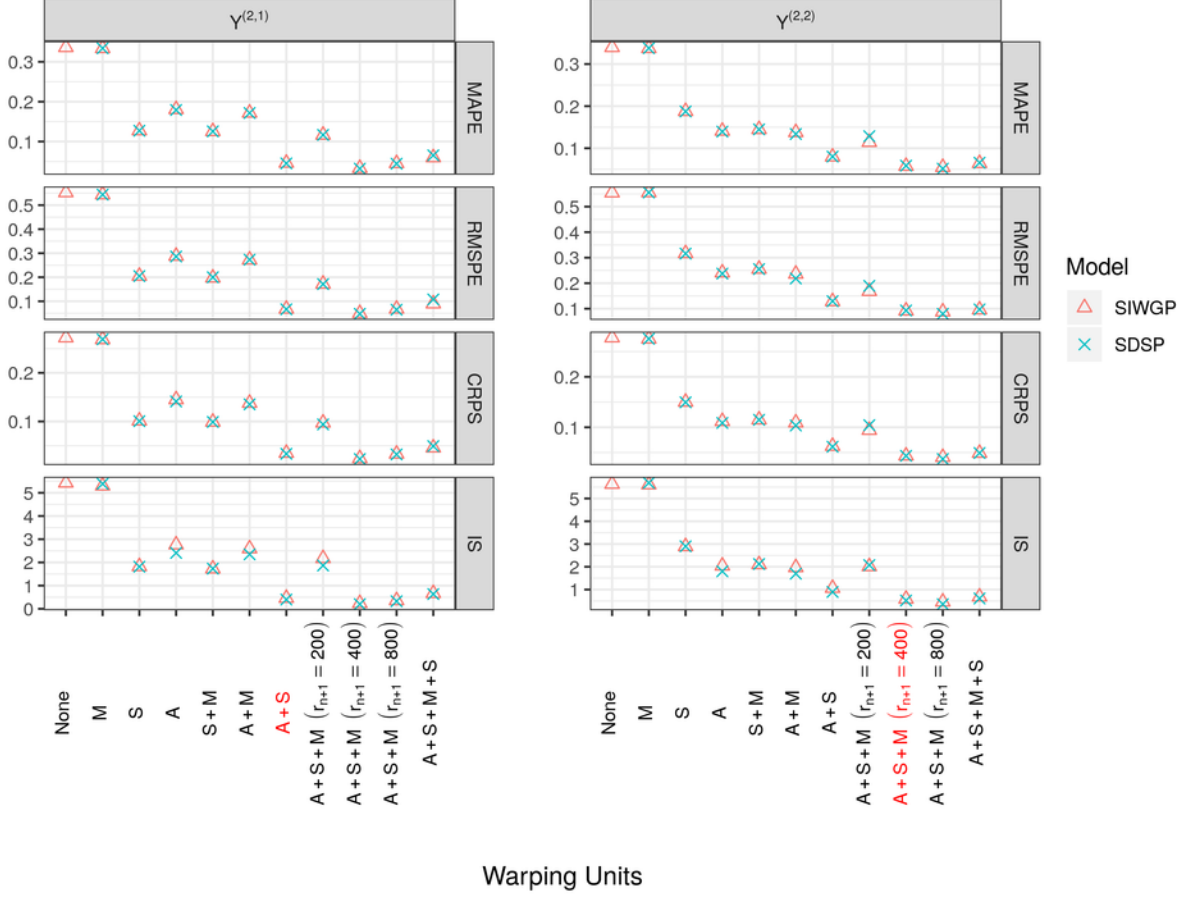 Y(2,1)
Y(2,2)
0.3
0.2
0.1
MAPE
0.3
0.2
0.1
MAPE
0.5
0.4
0.3
0.2
0.1
RMSPE
0.5
0.4
0.3
0.2
0.1
RMSPE
0.2
0.1
CRPS
0.2
0.1
CRPS
5
4
3
2
1
0
IS
5
4
3
2
1
IS
None
M
S
A
S + M
A + M
A + S
A + S + M (rn+1 = 200)
A + S + M (rn+1 = 400)
A + S + M (rn+1 = 800)
A + S + M + S
None
M
S
A
S + M
A + M
A + S
A + S + M (rn+1 = 200)
A + S + M (rn+1 = 400)
A + S + M (rn+1 = 800)
A + S + M + S
Warping Units
Model
SIWGP
SDSP